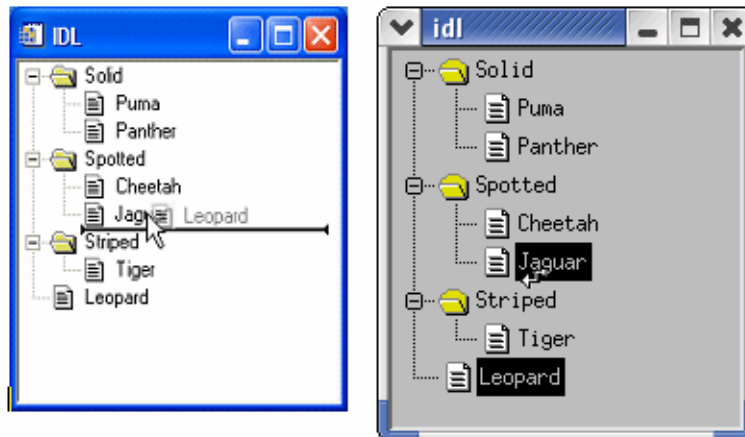 IDL
Solid
Puma
Panther
Spotted
Cheetah
Leopard
Striped
Tiger
Leopard
idl
Solid
Puma
Panther
Spotted
Cheetah
Jaguar
Striped
Tiger
Leopard